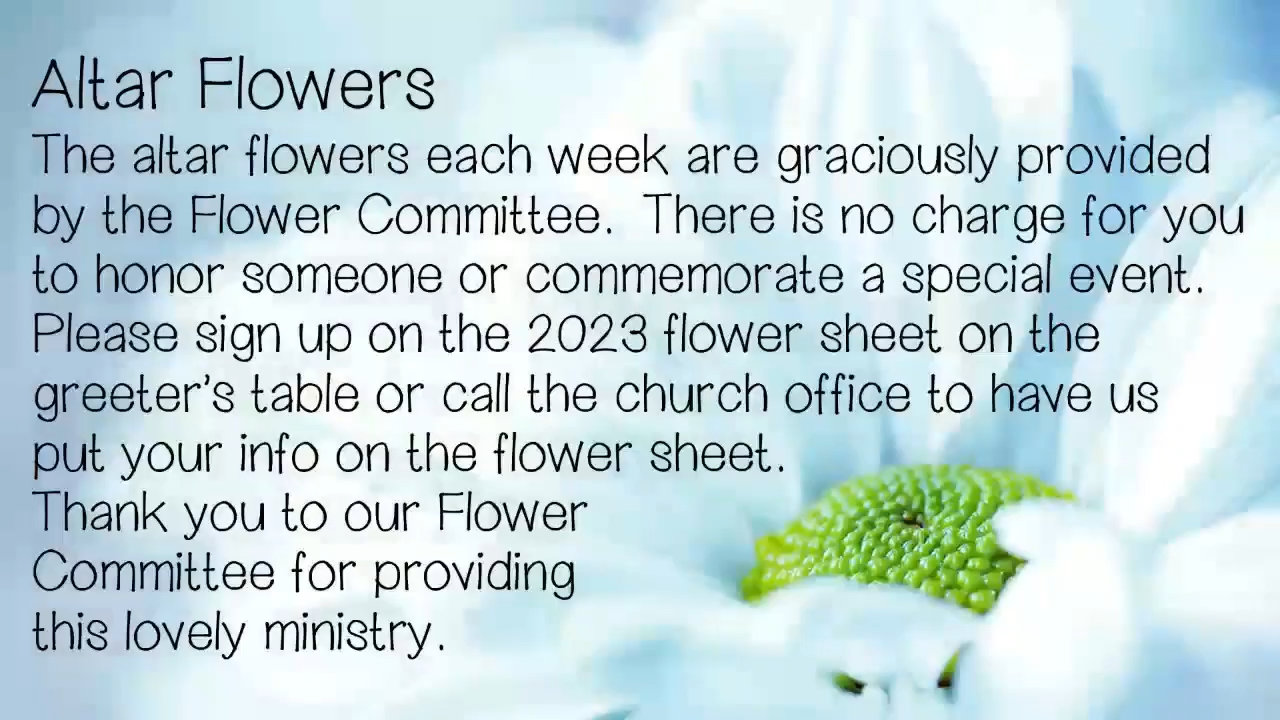 Altar Flowers
The altar flowers each week are graciously provided
by the Flower Committee.  There is no charge for you
to honor someone or commemorate a special event.
Please sign up on the 2023 flower sheet on the
greeter's table or call the church office to have us
put your info on the flower sheet.
Thank you to our Flower
Committee for providing
this lovely ministry.